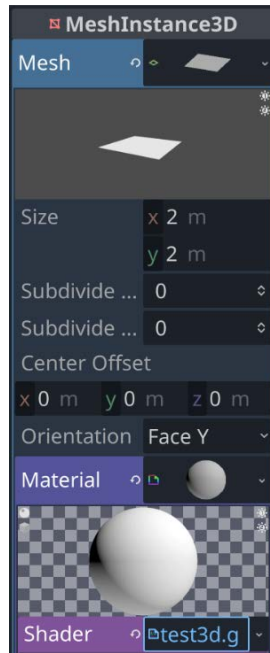 MeshInstance3D
Mesh
Size x 2 m
y 2 m
Subdivide ... 0
Subdivide ... 0
Center Offset
x 0 m y 0 m z 0 m
Orientation Face Y
Material
Shader test3d.g